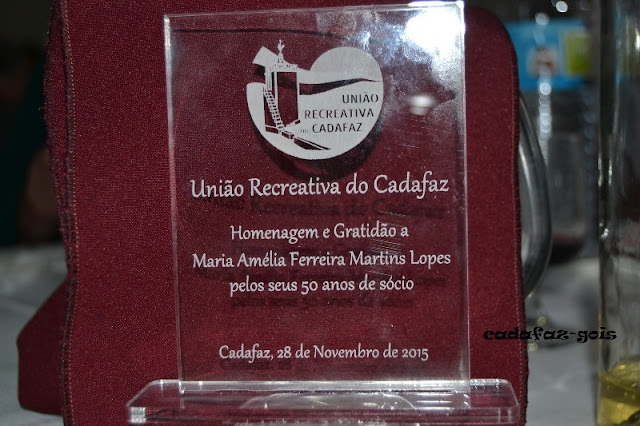 UNIÃO
RECREATIVA
DO CADAFAZ
União Recreativa do Cadafaz
Homenagem e Gratidão a
Maria Amélia Ferreira Martins Lopes
pelos seus 50 anos de sócio
Cadafaz, 28 de Novembro de 2015
cadafaz-gois